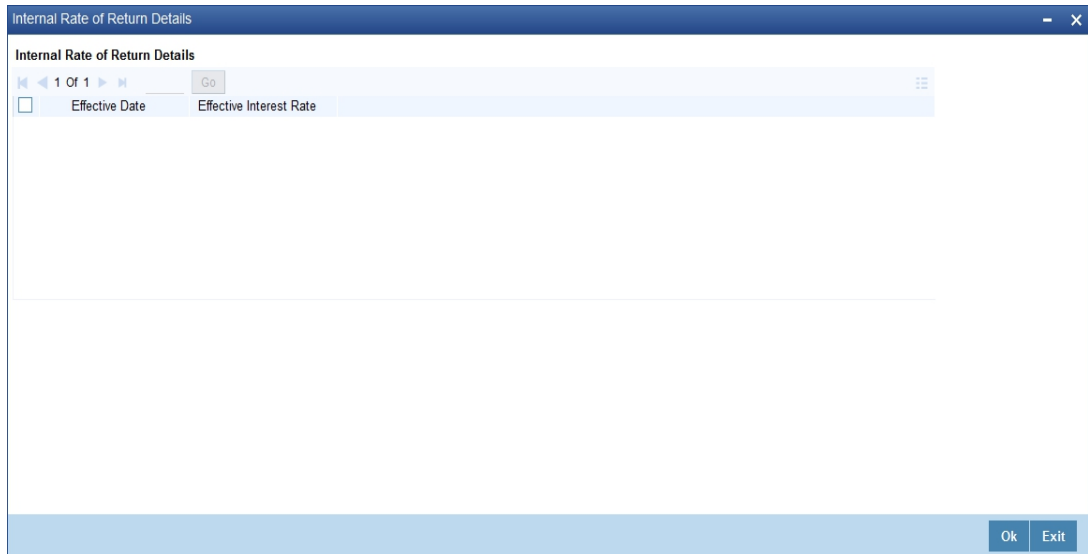 Internal Rate of Return Details
Internal Rate of Return Details
1 Of 1 Go
Effective Date Effective Interest Rate
Ok Exit